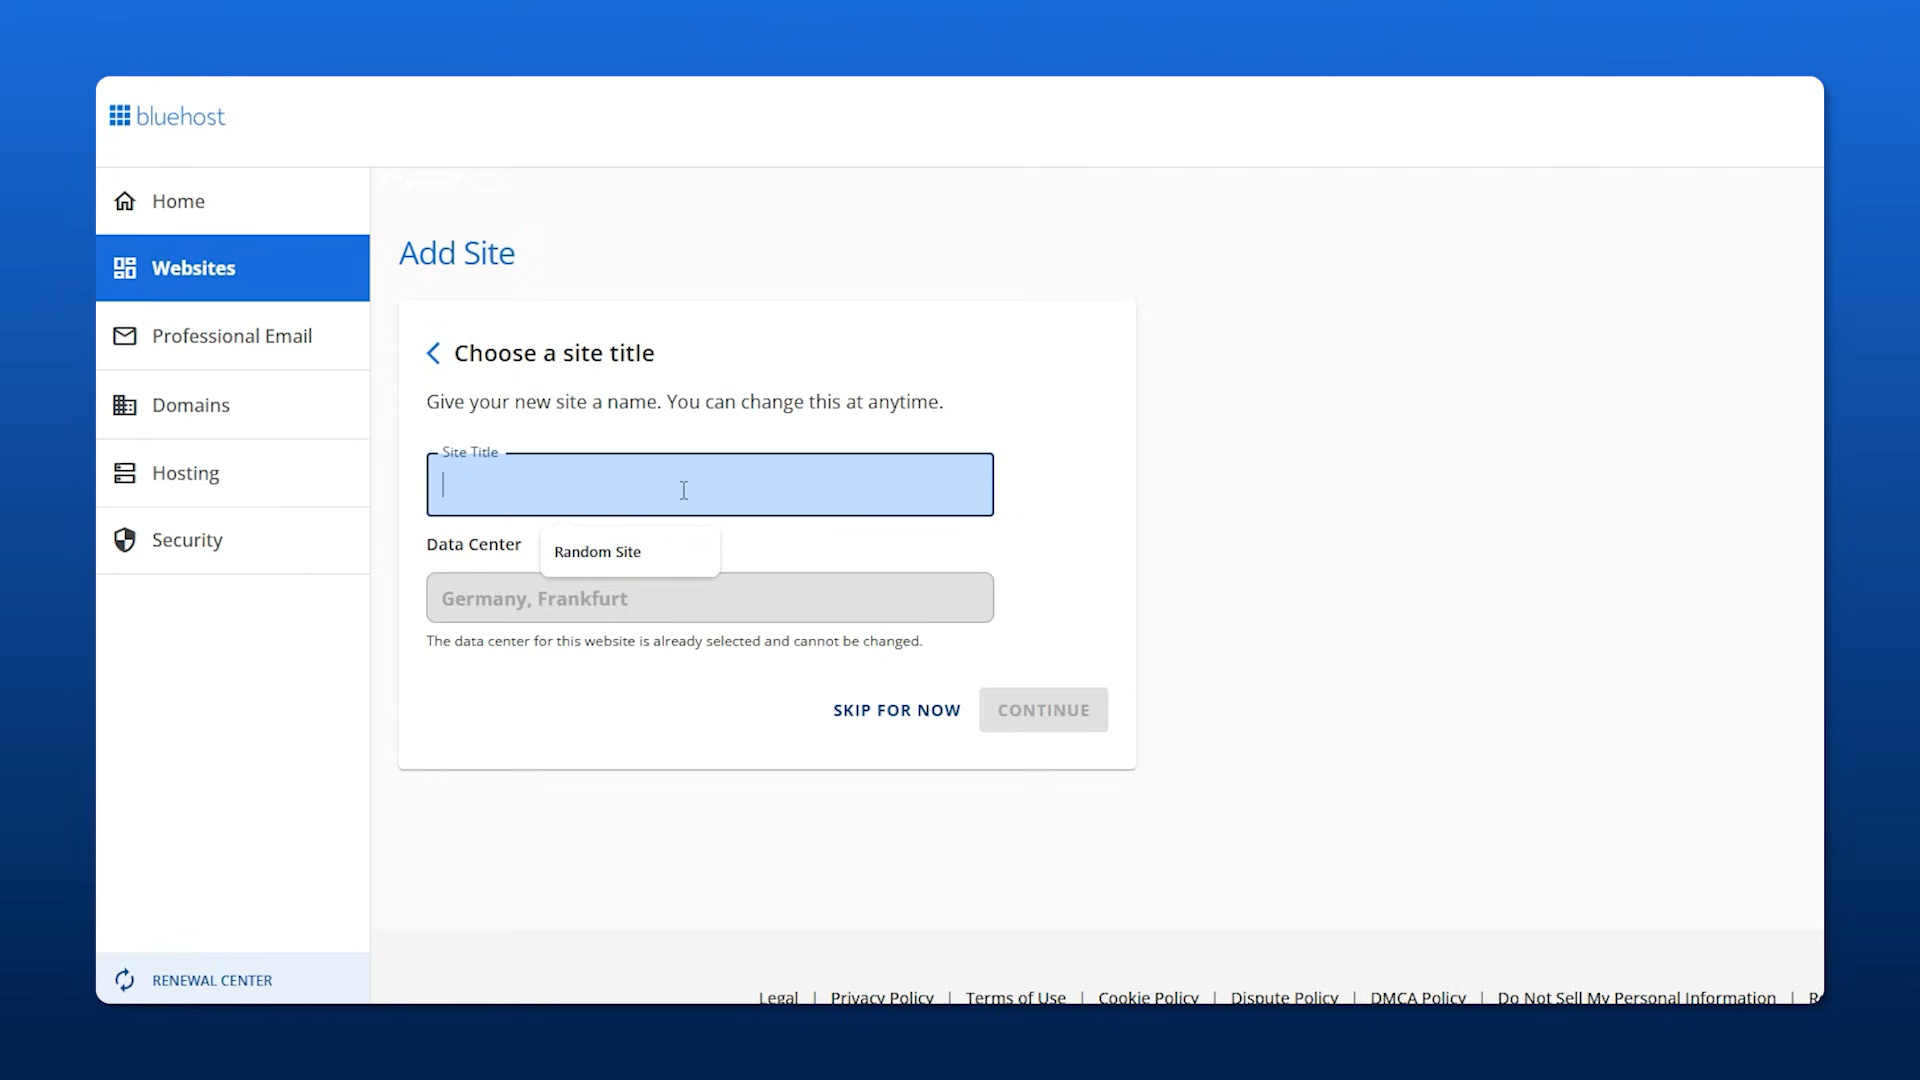 bluehost
Home
Websites
Professional Email
Domains
Hosting
Security
RENEWAL CENTER
Add Site
Choose a site title
Give your new site a name. You can change this at anytime.
Site Title
Data Center
Random Site
Germany, Frankfurt
The data center for this website is already selected and cannot be changed.
SKIP FOR NOW
CONTINUE
Legal | Privacy Policy | Terms of Use | Cookie Policy | Dispute Policy | DMCA Policy | Do Not Sell My Personal Information |